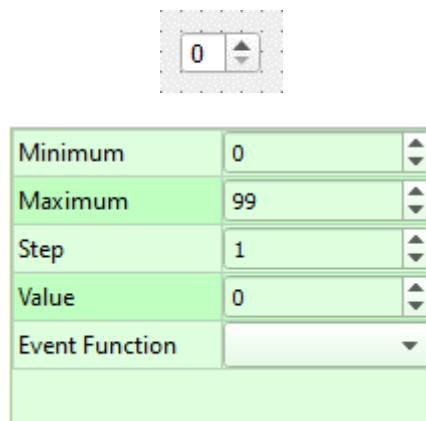 0
Minimum 0
Maximum 99
Step 1
Value 0
Event Function